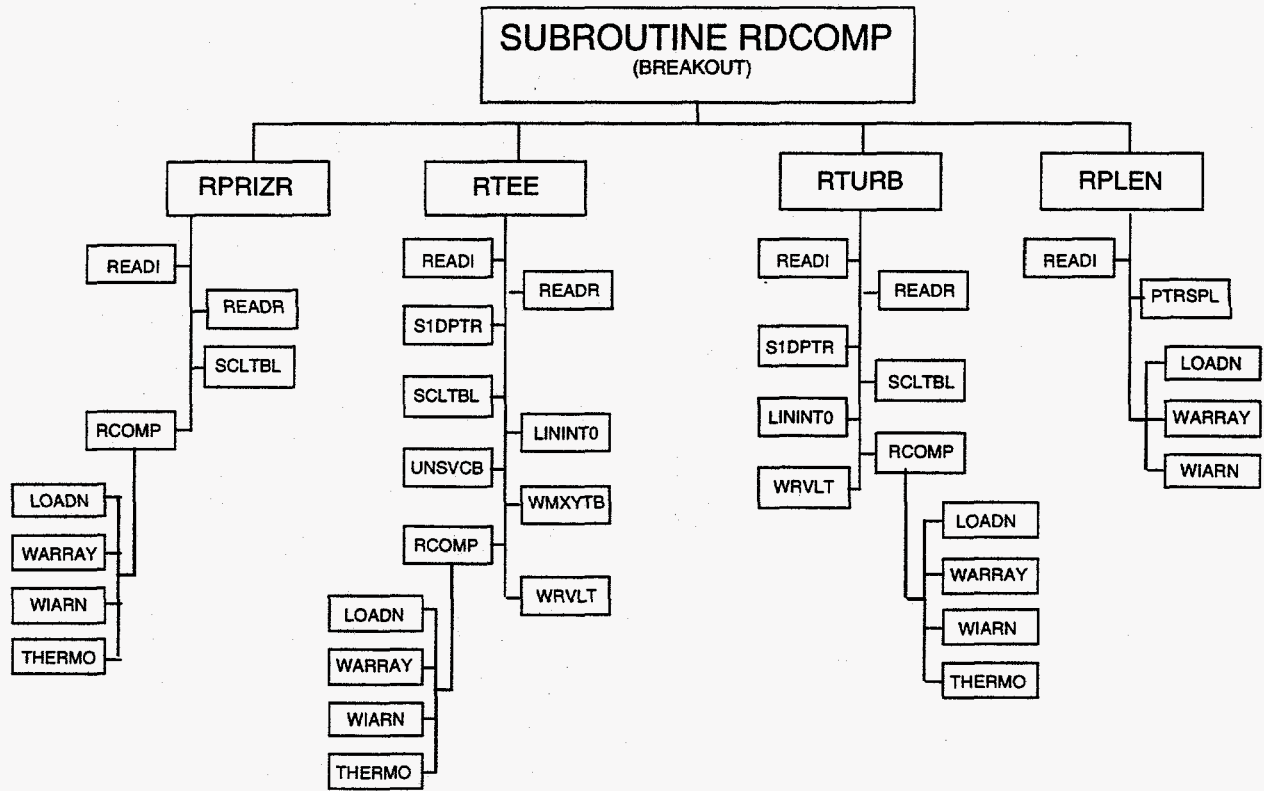 SUBROUTINE RDCOMP
(BREAKOUT)
RPRIZR
RTEE
RTURB
RPLEN
READI
READR
SCLTBL
RCOMP
LOADN
WARRAY
WIARN
THERMO
READI
READR
S1DPTR
SCLTBL
LININT0
UNSVCB
WMXYTB
RCOMP
WRVLT
LOADN
WARRAY
WIARN
THERMO
READI
READR
S1DPTR
SCLTBL
LININT0
RCOMP
WRVLT
LOADN
WARRAY
WIARN
THERMO
READI
PTRSPL
LOADN
WARRAY
WIARN